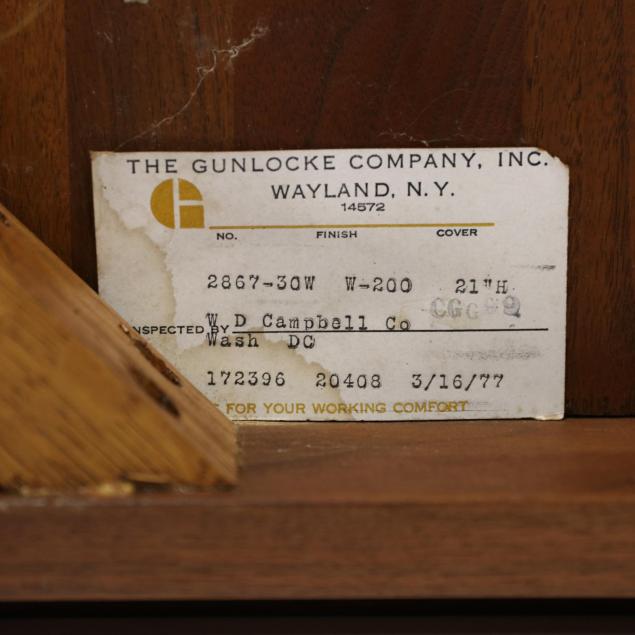 THE GUNLOCKE COMPANY, INC.
WAYLAND, N.Y.
14572
NO. FINISH COVER
2867-30W W-200 21"H
W D Campbell Co
NSPECTED BY
Wash DC
172396 20408 3/16/77
FOR YOUR WORKING COMFORT